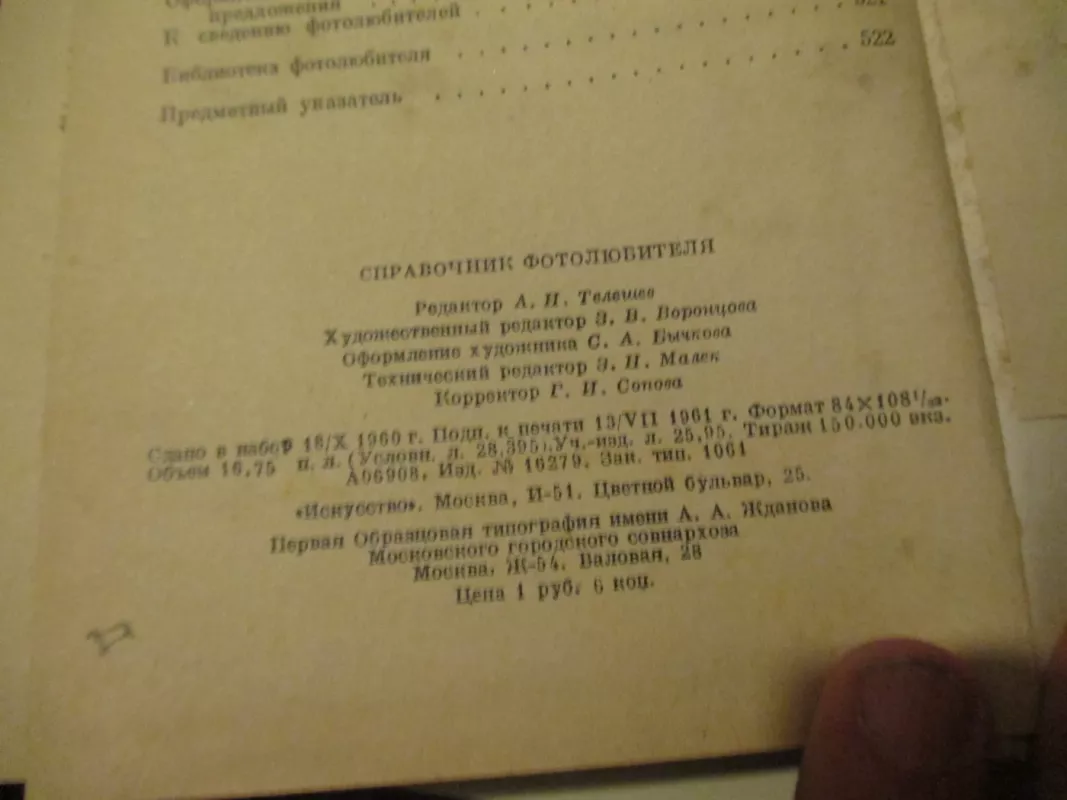 предложений
К сведению фотолюбителей
Библиотека фотолюбителя 521
Предметный указатель 522
СПРАВОЧНИК ФОТОЛЮБИТЕЛЯ
Редактор А. Н. Телешев
Художественный редактор Э. В. Воронцова
Оформление художника С. А. Бычкова
Технический редактор Э. Н. Малек
Корректор Г. И. Сопова
Сдано в набор 18/X 1960 г. Подп. к печати 13/VII 1961 г. Формат 84×108¹/₃₂.
Объем 16,75 п. л. (Условн. л. 28,395). Уч.-изд. л. 25,95. Тираж 150.000 экз.
А06908. Изд. № 16279. Зак. тип. 1061
«Искусство». Москва, И-51. Цветной бульвар, 25.
Первая Образцовая типография имени А. А. Жданова
Московского городского совнархоза
Москва, Ж-54. Валовая, 28
Цена 1 руб. 6 коп.